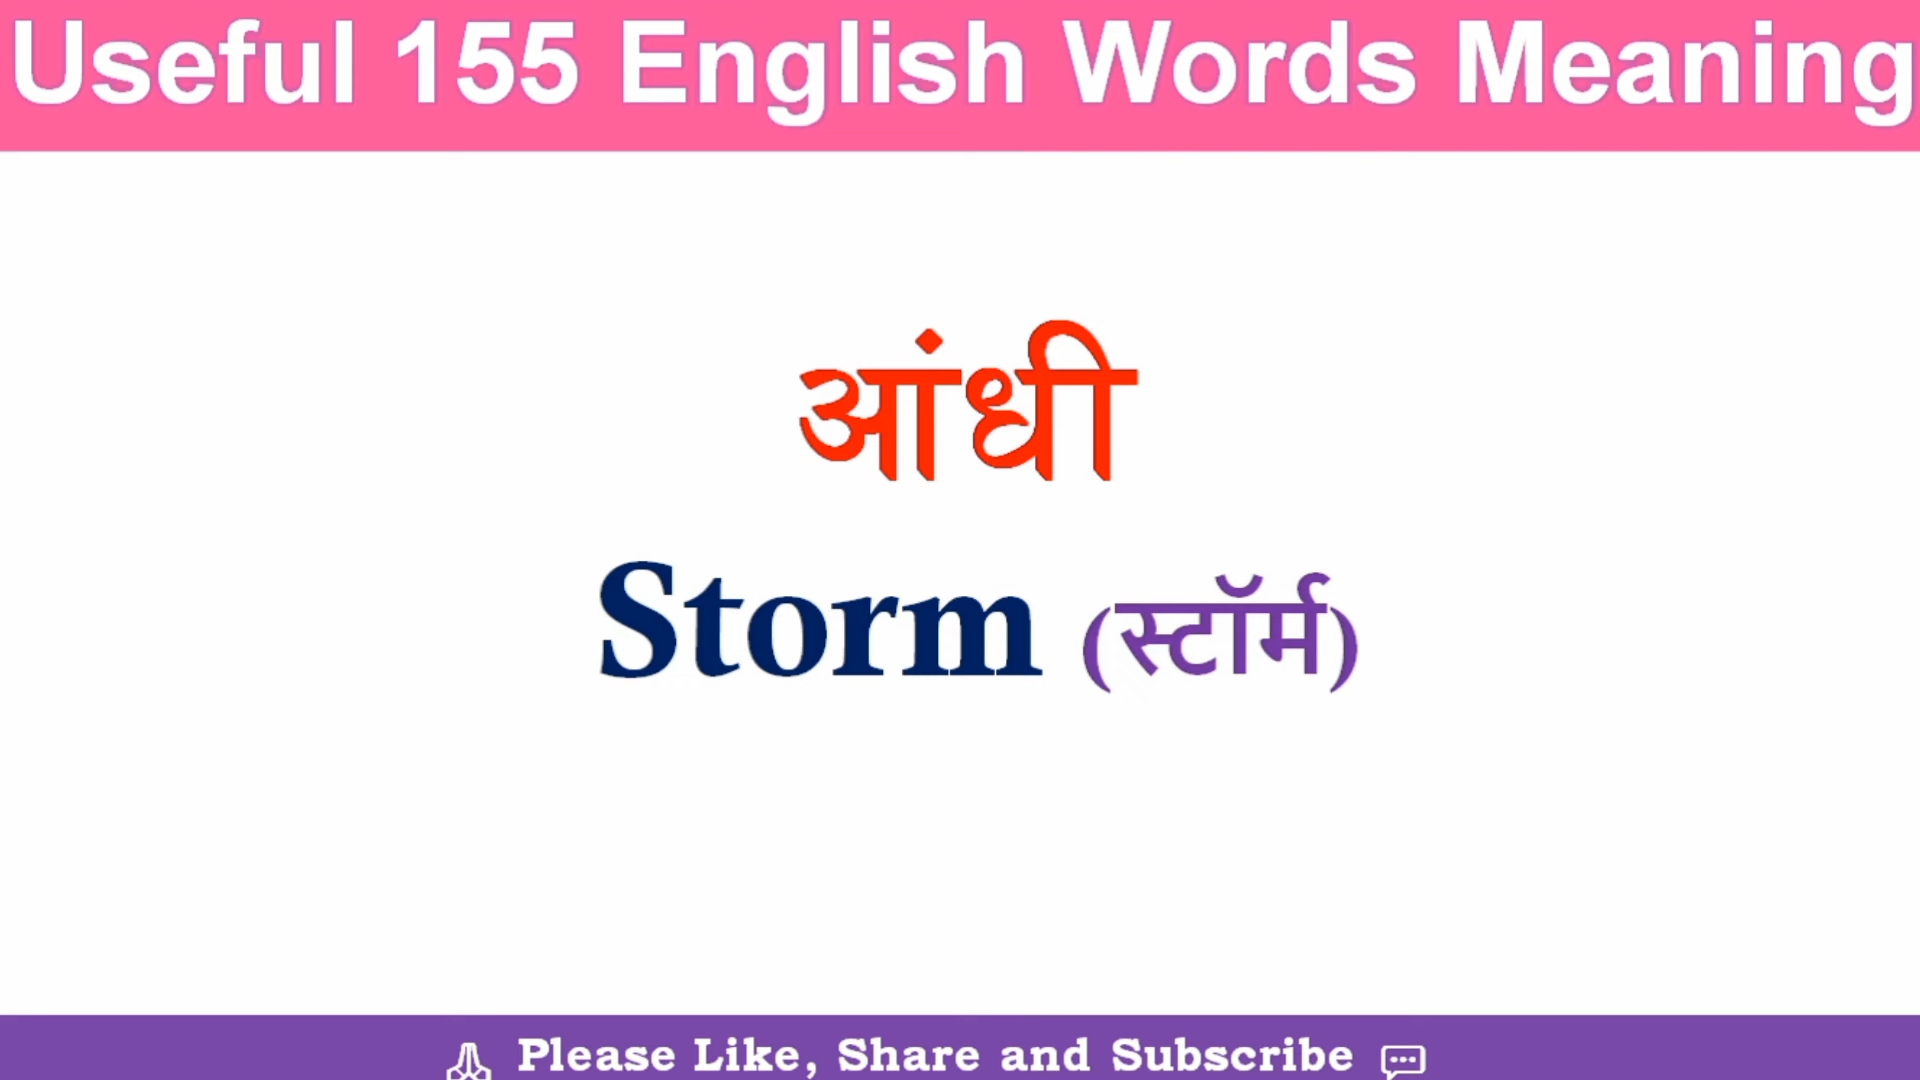 Useful 155 English Words Meaning
आंधी
Storm (स्टॉर्म)
Please Like, Share and Subscribe